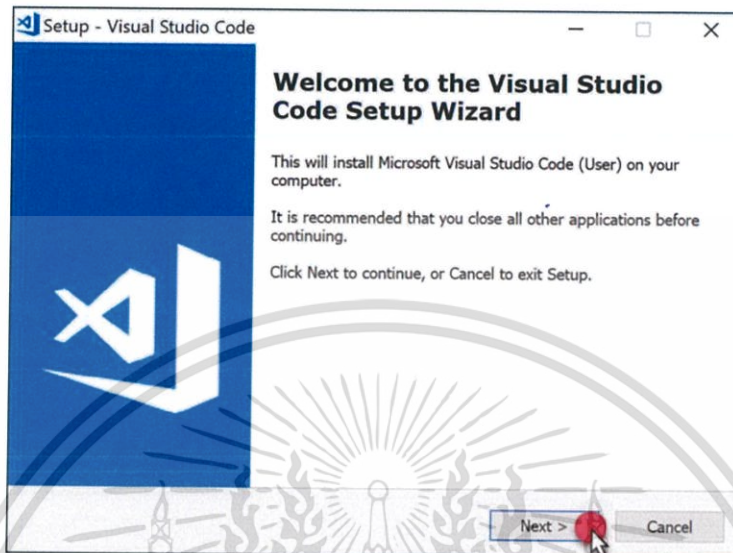 Setup - Visual Studio Code
Welcome to the Visual Studio
Code Setup Wizard
This will install Microsoft Visual Studio Code (User) on your
computer.
It is recommended that you close all other applications before
continuing.
Click Next to continue, or Cancel to exit Setup.
Next >
Cancel